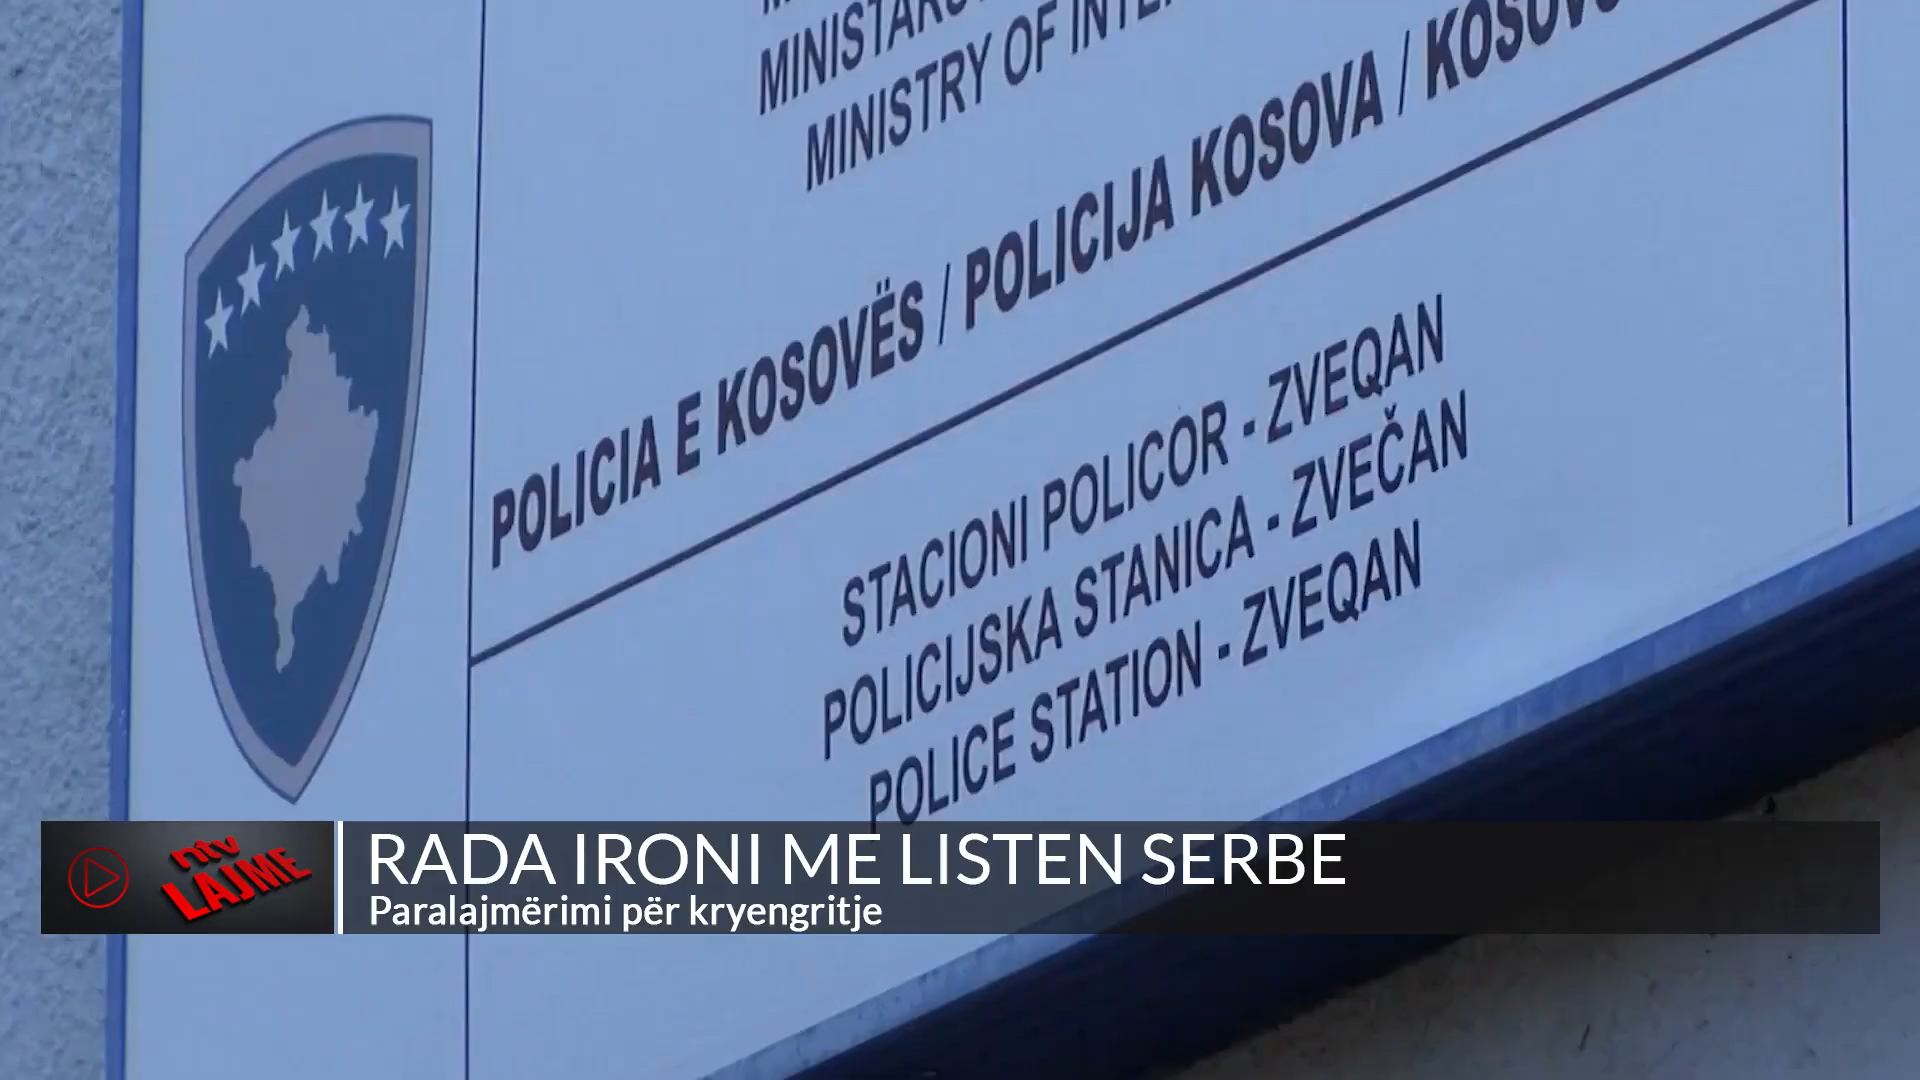 MINISTRY OF
POLICIA E KOSOVËS / POLICIJA KOSOVA /
STACIONI POLICOR - ZVEQAN
POLICIJSKA STANICA - ZVEČAN
POLICE STATION - ZVEQAN
ntv
LAJME
RADA IRONI ME LISTEN SERBE
Paralajmërimi për kryengritje